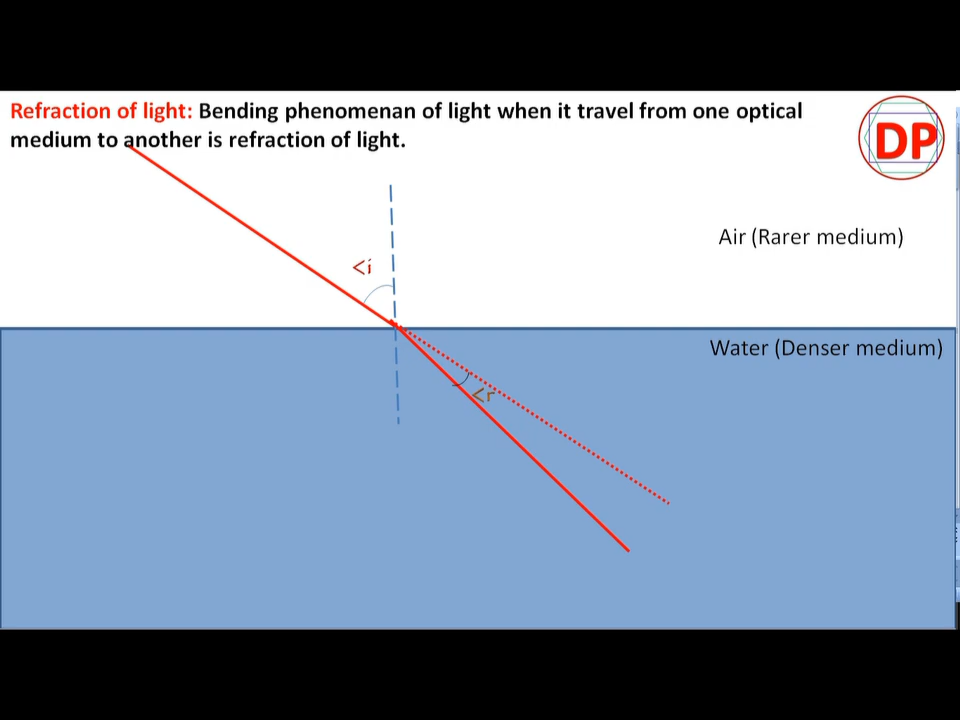 Refraction of light: Bending phenomenan of light when it travel from one optical
medium to another is refraction of light.
DP
Air (Rarer medium)
<i
Water (Denser medium)
<r